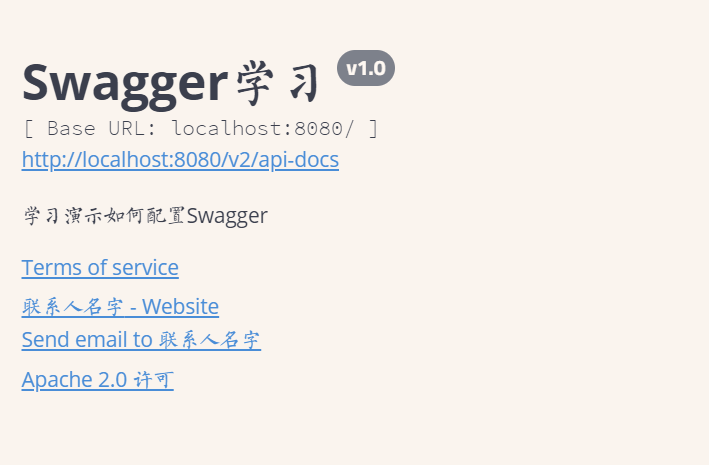 Swagger学习 v1.0
[ Base URL: localhost:8080/ ]
http://localhost:8080/v2/api-docs
学习演示如何配置Swagger
Terms of service
联系人名字 - Website
Send email to 联系人名字
Apache 2.0 许可